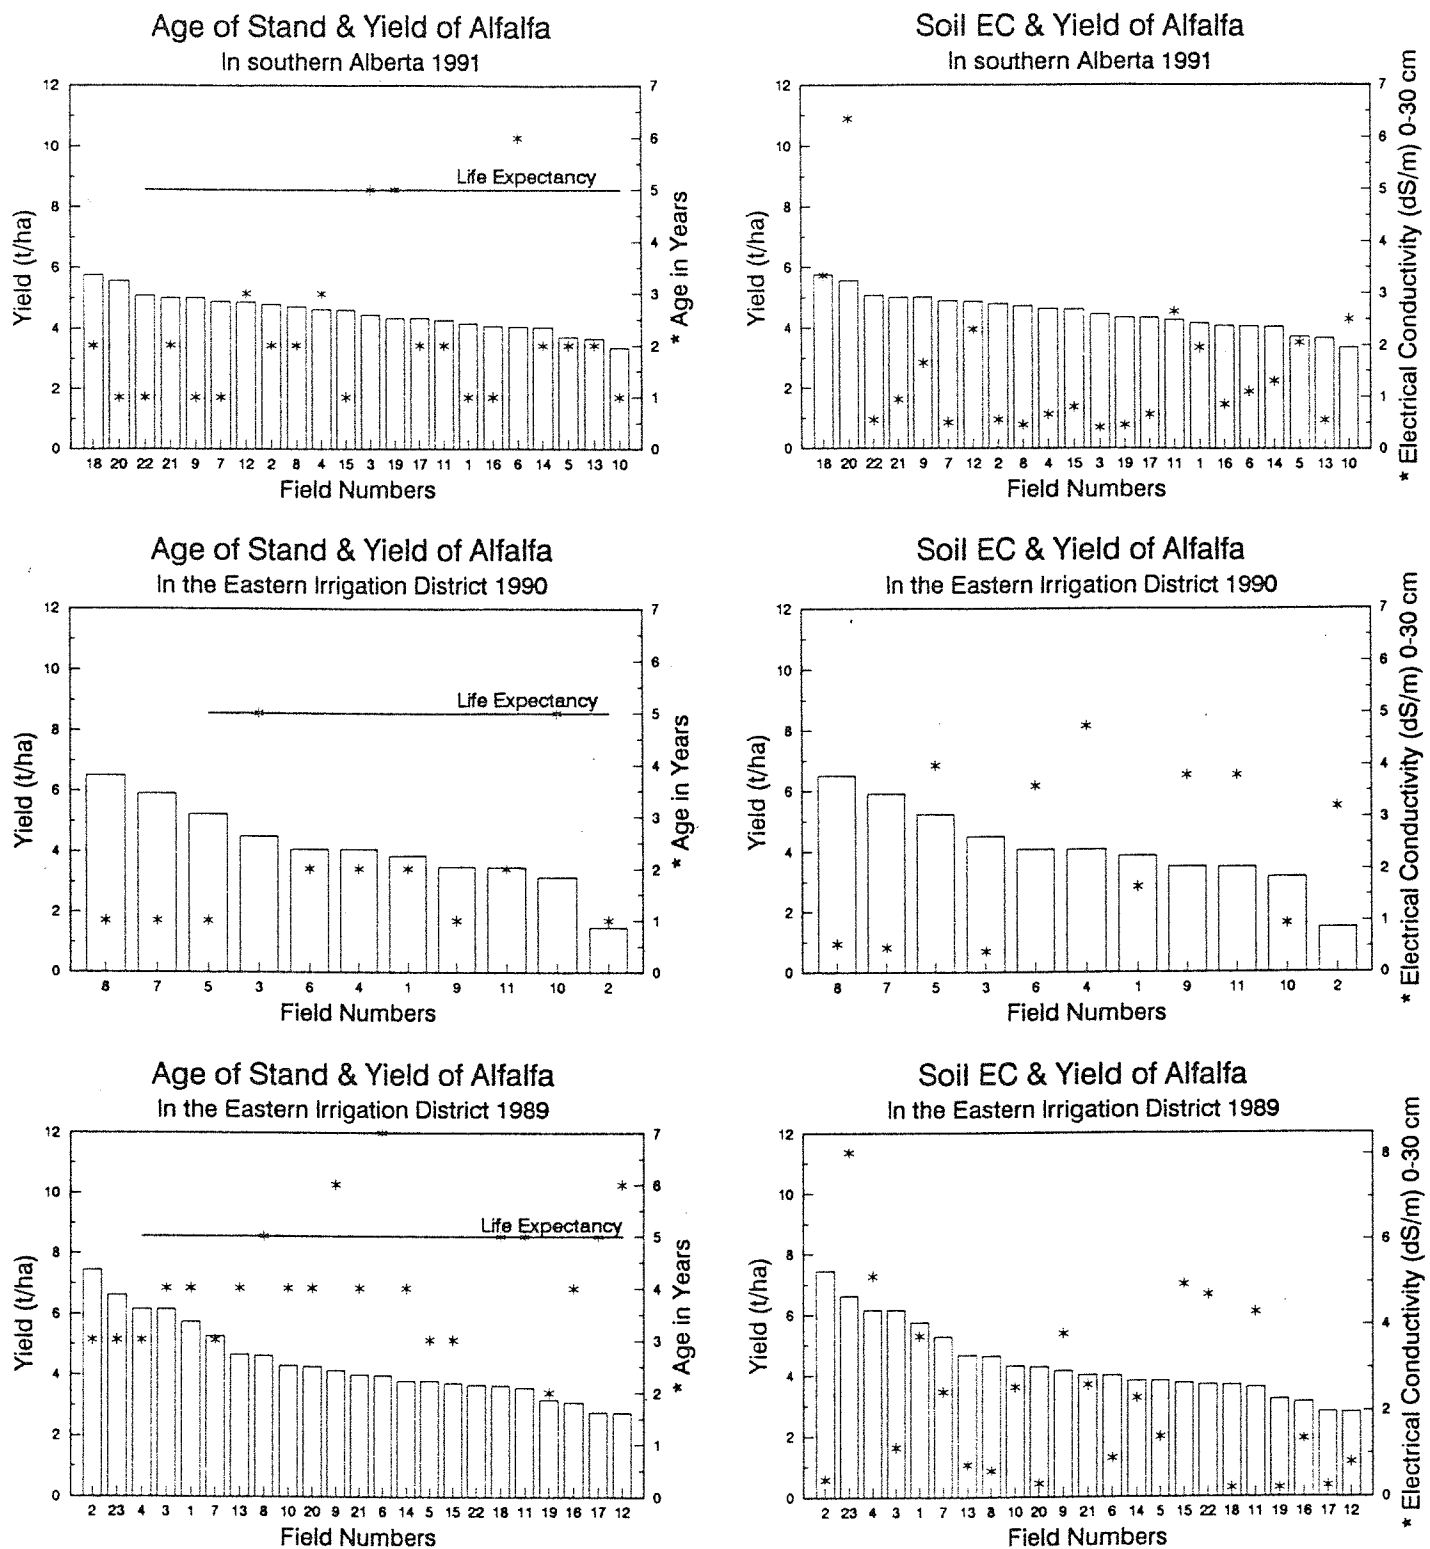 Age of Stand & Yield of Alfalfa
In southern Alberta 1991
12
10
8
6
4
2
0
Yield (t/ha)
Life Expectancy
7
6
5
4
3
2
1
0
* Age in Years
18 20 22 21 9 7 12 2 8 4 15 3 19 17 11 1 16 6 14 5 13 10
Field Numbers
Soil EC & Yield of Alfalfa
In southern Alberta 1991
12
10
8
6
4
2
0
Yield (t/ha)
7
6
5
4
3
2
1
0
* Electrical Conductivity (dS/m) 0-30 cm
18 20 22 21 9 7 12 2 8 4 15 3 19 17 11 1 16 6 14 5 13 10
Field Numbers
Age of Stand & Yield of Alfalfa
In the Eastern Irrigation District 1990
12
10
8
6
4
2
0
Yield (t/ha)
Life Expectancy
7
6
5
4
3
2
1
0
* Age in Years
8 7 5 3 6 4 1 9 11 10 2
Field Numbers
Soil EC & Yield of Alfalfa
In the Eastern Irrigation District 1990
12
10
8
6
4
2
0
Yield (t/ha)
7
6
5
4
3
2
1
0
* Electrical Conductivity (dS/m) 0-30 cm
8 7 5 3 6 4 1 9 11 10 2
Field Numbers
Age of Stand & Yield of Alfalfa
In the Eastern Irrigation District 1989
12
10
8
6
4
2
0
Yield (t/ha)
Life Expectancy
7
6
5
4
3
2
1
0
* Age in Years
2 23 4 3 1 7 13 8 10 20 9 21 6 14 5 15 22 18 11 19 16 17 12
Field Numbers
Soil EC & Yield of Alfalfa
In the Eastern Irrigation District 1989
12
10
8
6
4
2
0
Yield (t/ha)
8
6
4
2
0
* Electrical Conductivity (dS/m) 0-30 cm
2 23 4 3 1 7 13 8 10 20 9 21 6 14 5 15 22 18 11 19 16 17 12
Field Numbers